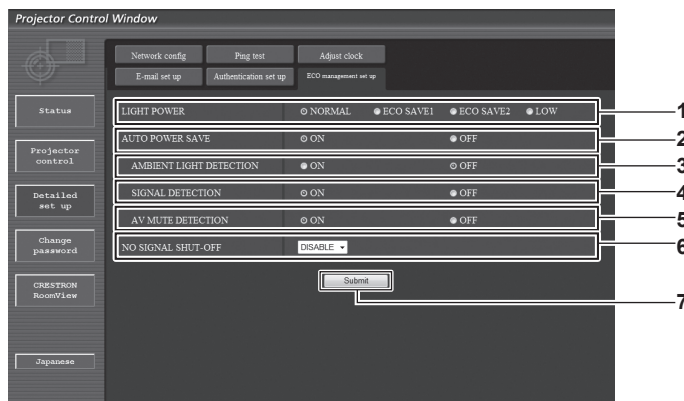 Projector Control Window
Network config Ping test Adjust clock
E-mail set up Authentication set up ECO management set up
Status
Projector control
Detailed set up
Change password
CRESTRON RoomView
Japanese
LIGHT POWER NORMAL ECO SAVE1 ECO SAVE2 LOW 1
AUTO POWER SAVE ON OFF 2
AMBIENT LIGHT DETECTION ON OFF 3
SIGNAL DETECTION ON OFF 4
AV MUTE DETECTION ON OFF 5
NO SIGNAL SHUT-OFF DISABLE 6
Submit 7